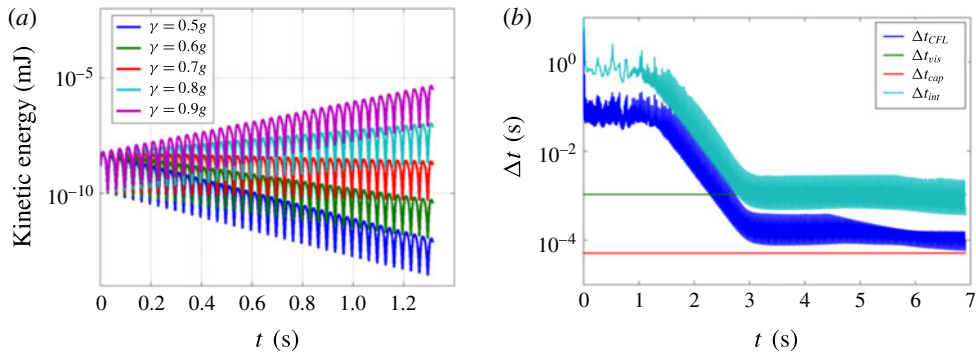 (a)
Kinetic energy (mJ)
10⁻⁵
10⁻¹⁰
γ = 0.5g
γ = 0.6g
γ = 0.7g
γ = 0.8g
γ = 0.9g
0 0.2 0.4 0.6 0.8 1.0 1.2
t (s)
(b)
Δt (s)
10⁰
10⁻²
10⁻⁴
Δt_CFL
Δt_vis
Δt_cap
Δt_int
0 1 2 3 4 5 6 7
t (s)